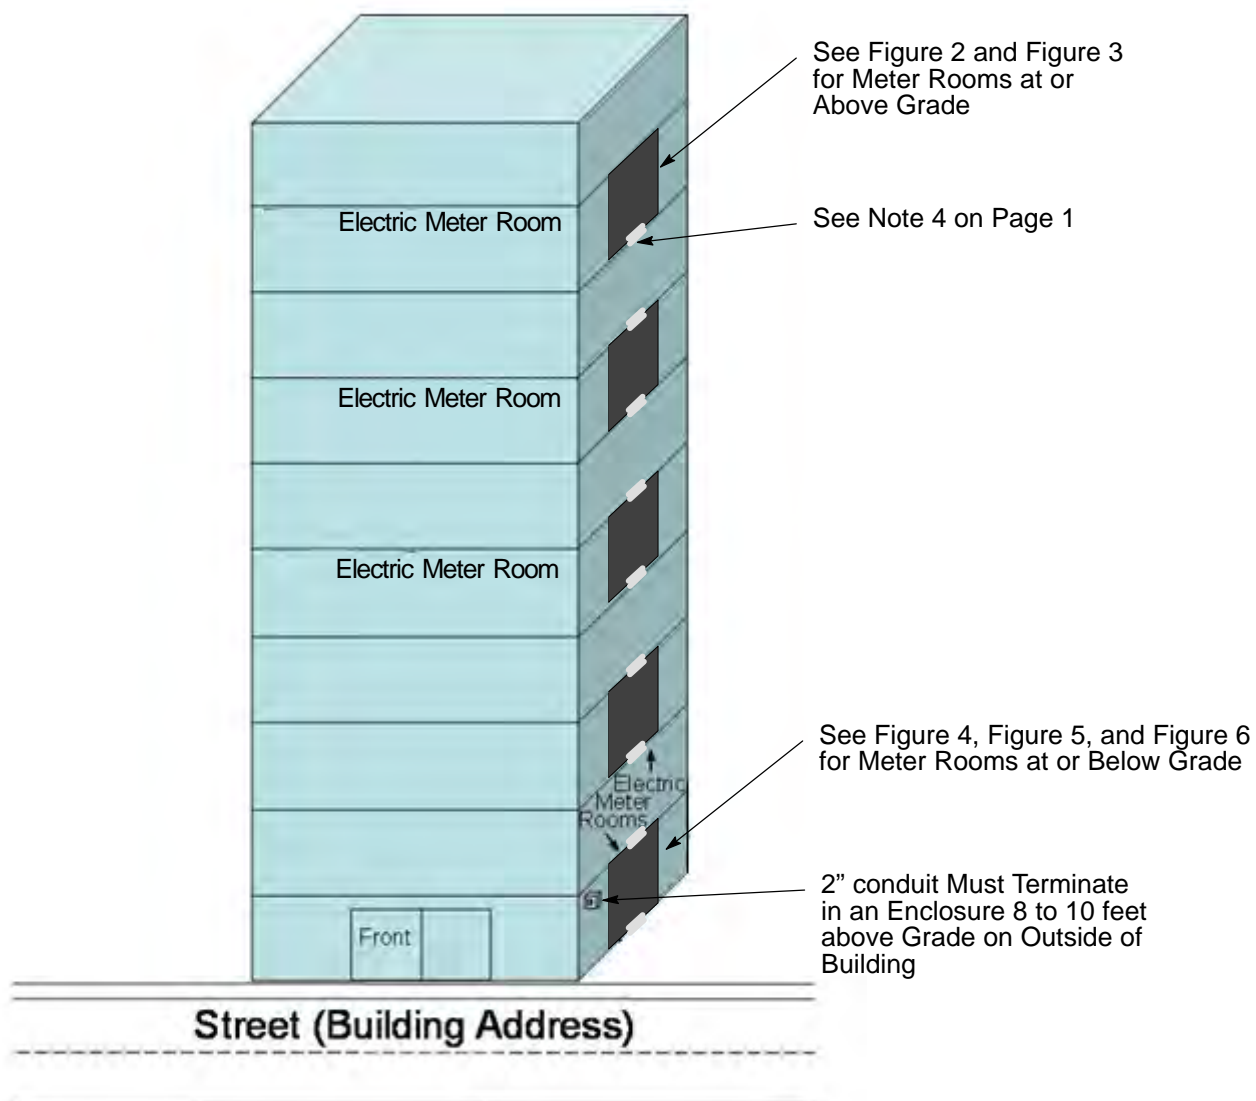 See Figure 2 and Figure 3
for Meter Rooms at or
Above Grade
Electric Meter Room
See Note 4 on Page 1
Electric Meter Room
Electric Meter Room
See Figure 4, Figure 5, and Figure 6
for Meter Rooms at or Below Grade
Electric
Meter
Rooms
2” conduit Must Terminate
in an Enclosure 8 to 10 feet
above Grade on Outside of
Building
Front
Street (Building Address)